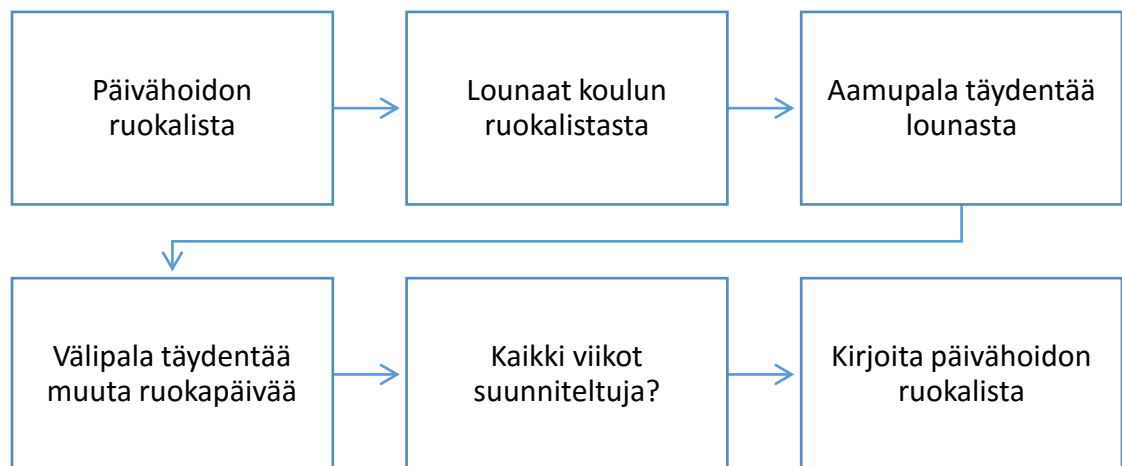 Päivähoidon
ruokalista
Lounaat koulun
ruokalistasta
Aamupala täydentää
lounasta
Välipala täydentää
muuta ruokapäivää
Kaikki viikot
suunniteltuja?
Kirjoita päivähoidon
ruokalista